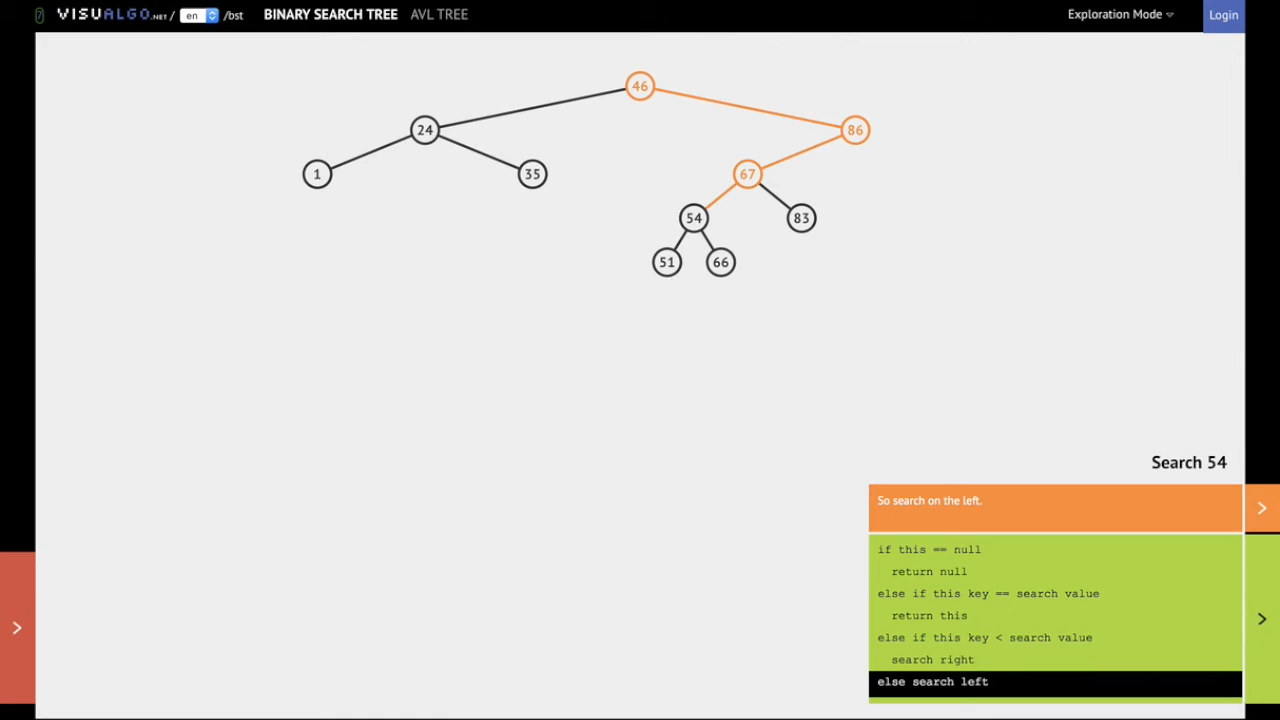 7 VISUALGO.NET/ en /bst BINARY SEARCH TREE AVL TREE Exploration Mode Login
46
24 86
1 35 67
54 83
51 66
Search 54
So search on the left.
if this == null
return null
else if this key == search value
return this
else if this key < search value
search right
else search left